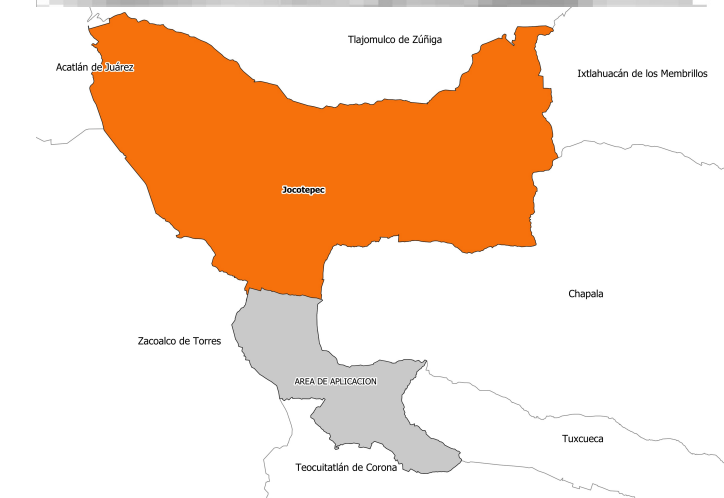 Tlajomulco de Zúñiga
Acatlán de Juárez
Ixtlahuacán de los Membrillos
Jocotepec
Chapala
Zacoalco de Torres
AREA DE APLICACION
Tuxcueca
Teocuitatlán de Corona